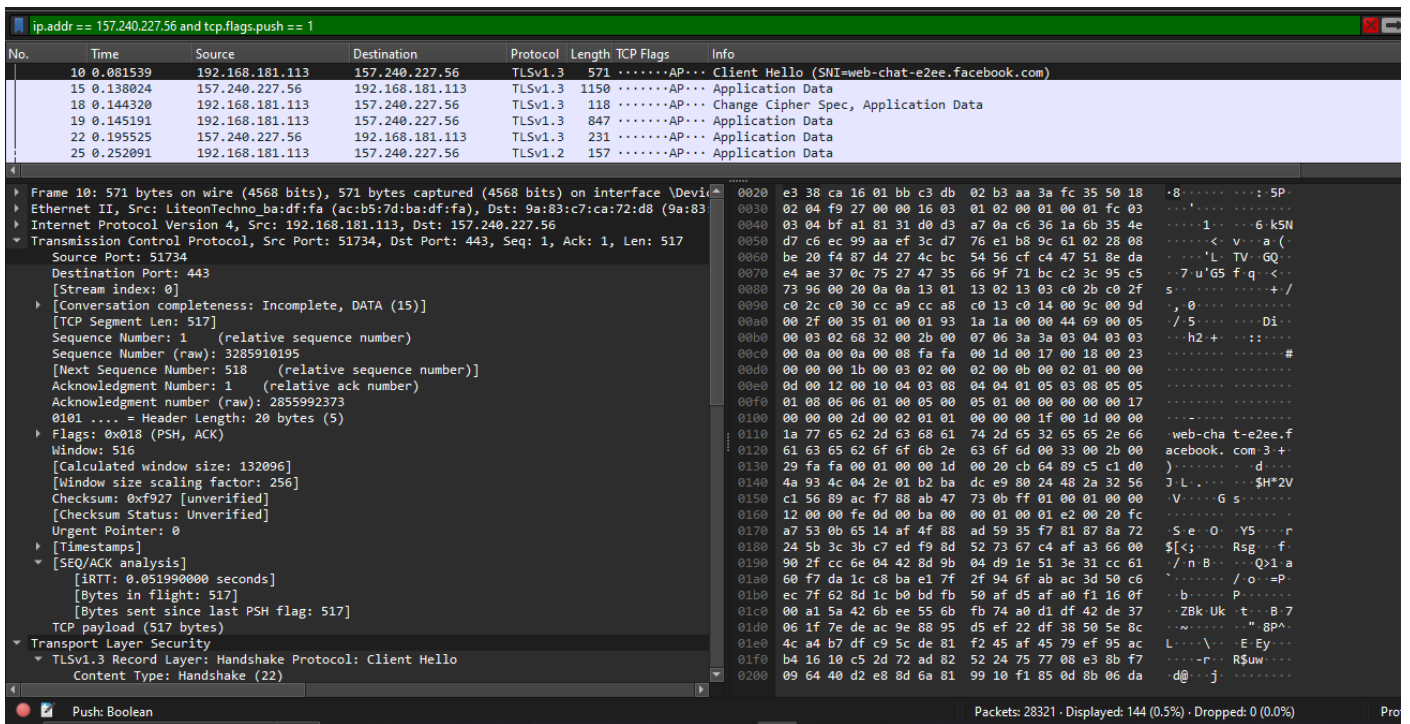 ip.addr == 157.240.227.56 and tcp.flags.push == 1
No. Time Source Destination Protocol Length TCP Flags Info
10 0.081539 192.168.181.113 157.240.227.56 TLSv1.3 571 ·······AP··· Client Hello (SNI=web-chat-e2ee.facebook.com)
15 0.138024 157.240.227.56 192.168.181.113 TLSv1.3 1150 ·······AP··· Application Data
18 0.144320 192.168.181.113 157.240.227.56 TLSv1.3 118 ·······AP··· Change Cipher Spec, Application Data
19 0.145191 192.168.181.113 157.240.227.56 TLSv1.3 847 ·······AP··· Application Data
22 0.195525 157.240.227.56 192.168.181.113 TLSv1.3 231 ·······AP··· Application Data
25 0.252091 192.168.181.113 157.240.227.56 TLSv1.2 157 ·······AP··· Application Data
Frame 10: 571 bytes on wire (4568 bits), 571 bytes captured (4568 bits) on interface \Devic
Ethernet II, Src: LiteonTechno_ba:df:fa (ac:b5:7d:ba:df:fa), Dst: 9a:83:c7:ca:72:d8 (9a:83:
Internet Protocol Version 4, Src: 192.168.181.113, Dst: 157.240.227.56
Transmission Control Protocol, Src Port: 51734, Dst Port: 443, Seq: 1, Ack: 1, Len: 517
Source Port: 51734
Destination Port: 443
[Stream index: 0]
[Conversation completeness: Incomplete, DATA (15)]
[TCP Segment Len: 517]
Sequence Number: 1 (relative sequence number)
Sequence Number (raw): 3285910195
[Next Sequence Number: 518 (relative sequence number)]
Acknowledgment Number: 1 (relative ack number)
Acknowledgment number (raw): 2855992373
0101 .... = Header Length: 20 bytes (5)
Flags: 0x018 (PSH, ACK)
Window: 516
[Calculated window size: 132096]
[Window size scaling factor: 256]
Checksum: 0xf927 [unverified]
[Checksum Status: Unverified]
Urgent Pointer: 0
[Timestamps]
[SEQ/ACK analysis]
[iRTT: 0.051990000 seconds]
[Bytes in flight: 517]
[Bytes sent since last PSH flag: 517]
TCP payload (517 bytes)
Transport Layer Security
TLSv1.3 Record Layer: Handshake Protocol: Client Hello
Content Type: Handshake (22)
0020 e3 38 ca 16 01 bb c3 db 02 b3 aa 3a fc 35 50 18 ·8······ ···:·5P·
0030 02 04 f9 27 00 00 16 03 01 02 00 01 00 01 fc 03 ···'···· ········
0040 03 04 bf a1 81 31 d0 d3 a7 0a c6 36 1a 6b 35 4e ·····1·· ···6·k5N
0050 d7 c6 ec 99 aa ef 3c d7 76 e1 b8 9c 61 02 28 08 ······<· v···a·(·
0060 be 20 f4 87 d4 27 4c bc 54 56 cf c4 47 51 8e da · ···'L· TV··GQ··
0070 e4 ae 37 0c 75 27 47 35 66 9f 71 bc c2 3c 95 c5 ··7·u'G5 f·q··<··
0080 73 96 00 20 0a 0a 13 01 13 02 13 03 c0 2b c0 2f s·· ···· ·····+·/
0090 c0 2c c0 30 cc a9 cc a8 c0 13 c0 14 00 9c 00 9d ·,·0···· ········
00a0 00 2f 00 35 01 00 01 93 1a 1a 00 00 44 69 00 05 ·/·5···· ····Di··
00b0 00 03 02 68 32 00 2b 00 07 06 3a 3a 03 04 03 03 ···h2·+· ··::····
00c0 00 0a 00 0a 00 08 fa fa 00 1d 00 17 00 18 00 23 ········ ·······#
00d0 00 00 00 1b 00 03 02 00 02 00 0b 00 02 01 00 00 ········ ········
00e0 0d 00 12 00 10 04 03 08 04 04 01 05 03 08 05 05 ········ ········
00f0 01 08 06 06 01 00 05 00 05 01 00 00 00 00 00 17 ········ ········
0100 00 00 00 2d 00 02 01 01 00 00 00 1f 00 1d 00 00 ···-···· ········
0110 1a 77 65 62 2d 63 68 61 74 2d 65 32 65 65 2e 66 ·web-cha t-e2ee.f
0120 61 63 65 62 6f 6f 6b 2e 63 6f 6d 00 33 00 2b 00 acebook. com·3·+·
0130 29 fa fa 00 01 00 00 1d 00 20 cb 64 89 c5 c1 d0 )······· · ·d····
0140 4a 93 4c 04 2e 01 b2 ba dc e9 80 24 48 2a 32 56 J·L·.··· ···$H*2V
0150 c1 56 89 ac f7 88 ab 47 73 0b ff 01 00 01 00 00 ·V·····G s·······
0160 12 00 00 fe 0d 00 ba 00 00 01 00 01 e2 00 20 fc ········ ······ ·
0170 a7 53 0b 65 14 af 4f 88 ad 59 35 f7 81 87 8a 72 ·S·e··O· ·Y5····r
0180 24 5b 3c 3b c7 ed f9 8d 52 73 67 c4 af a3 66 00 $[<;···· Rsg···f·
0190 90 2f cc 6e 04 42 8d 9b 04 d9 1e 51 3e 31 cc 61 ·/·n·B·· ···Q>1·a
01a0 60 f7 da 1c c8 ba e1 7f 2f 94 6f ab ac 3d 50 c6 `······· /·o··=P·
01b0 ec 7f 62 8d 1c b0 bd fb 50 af d5 af a0 f1 16 0f ··b····· P·······
01c0 00 a1 5a 42 6b ee 55 6b fb 74 a0 d1 df 42 de 37 ··ZBk·Uk ·t···B·7
01d0 06 1f 7e de ac 9e 88 95 d5 ef 22 df 38 50 5e 8c ··~····· ··"·8P^·
01e0 4c a4 b7 df c9 5c de 81 f2 45 af 45 79 ef 95 ac L····\·· ·E·Ey···
01f0 b4 16 10 c5 2d 72 ad 82 52 24 75 77 08 e3 8b f7 ····-r·· R$uw····
0200 09 64 40 d2 e8 8d 6a 81 99 10 f1 85 0d 8b 06 da ·d@···j· ········
Push: Boolean
Packets: 28321 · Displayed: 144 (0.5%) · Dropped: 0 (0.0%)
Pro